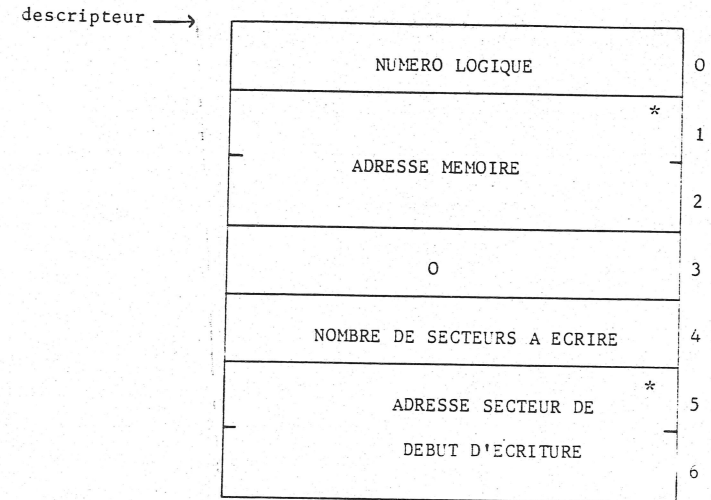 descripteur
NUMERO LOGIQUE 0
* 1
ADRESSE MEMOIRE
2
0 3
NOMBRE DE SECTEURS A ECRIRE 4
*
ADRESSE SECTEUR DE 5
DEBUT D'ECRITURE
6